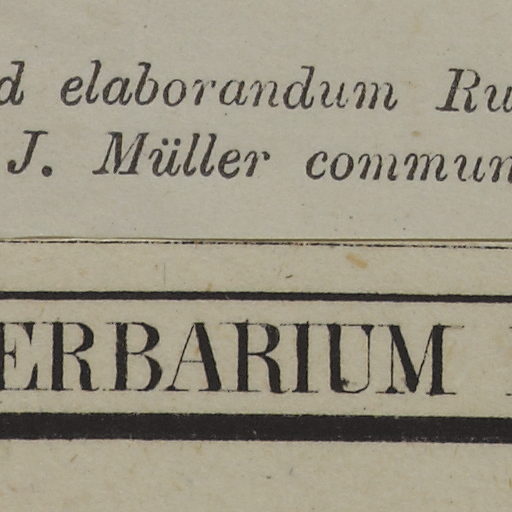 d elaborandum Ru
J. Müller commun
ERBARIUM